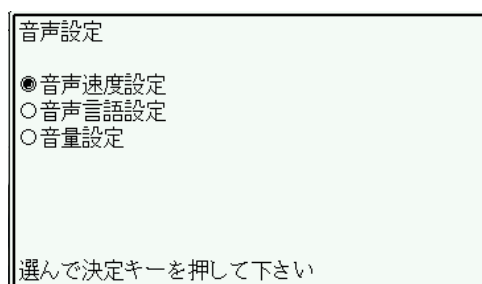 音声設定
◉音声速度設定
○音声言語設定
○音量設定
選んで決定キーを押して下さい